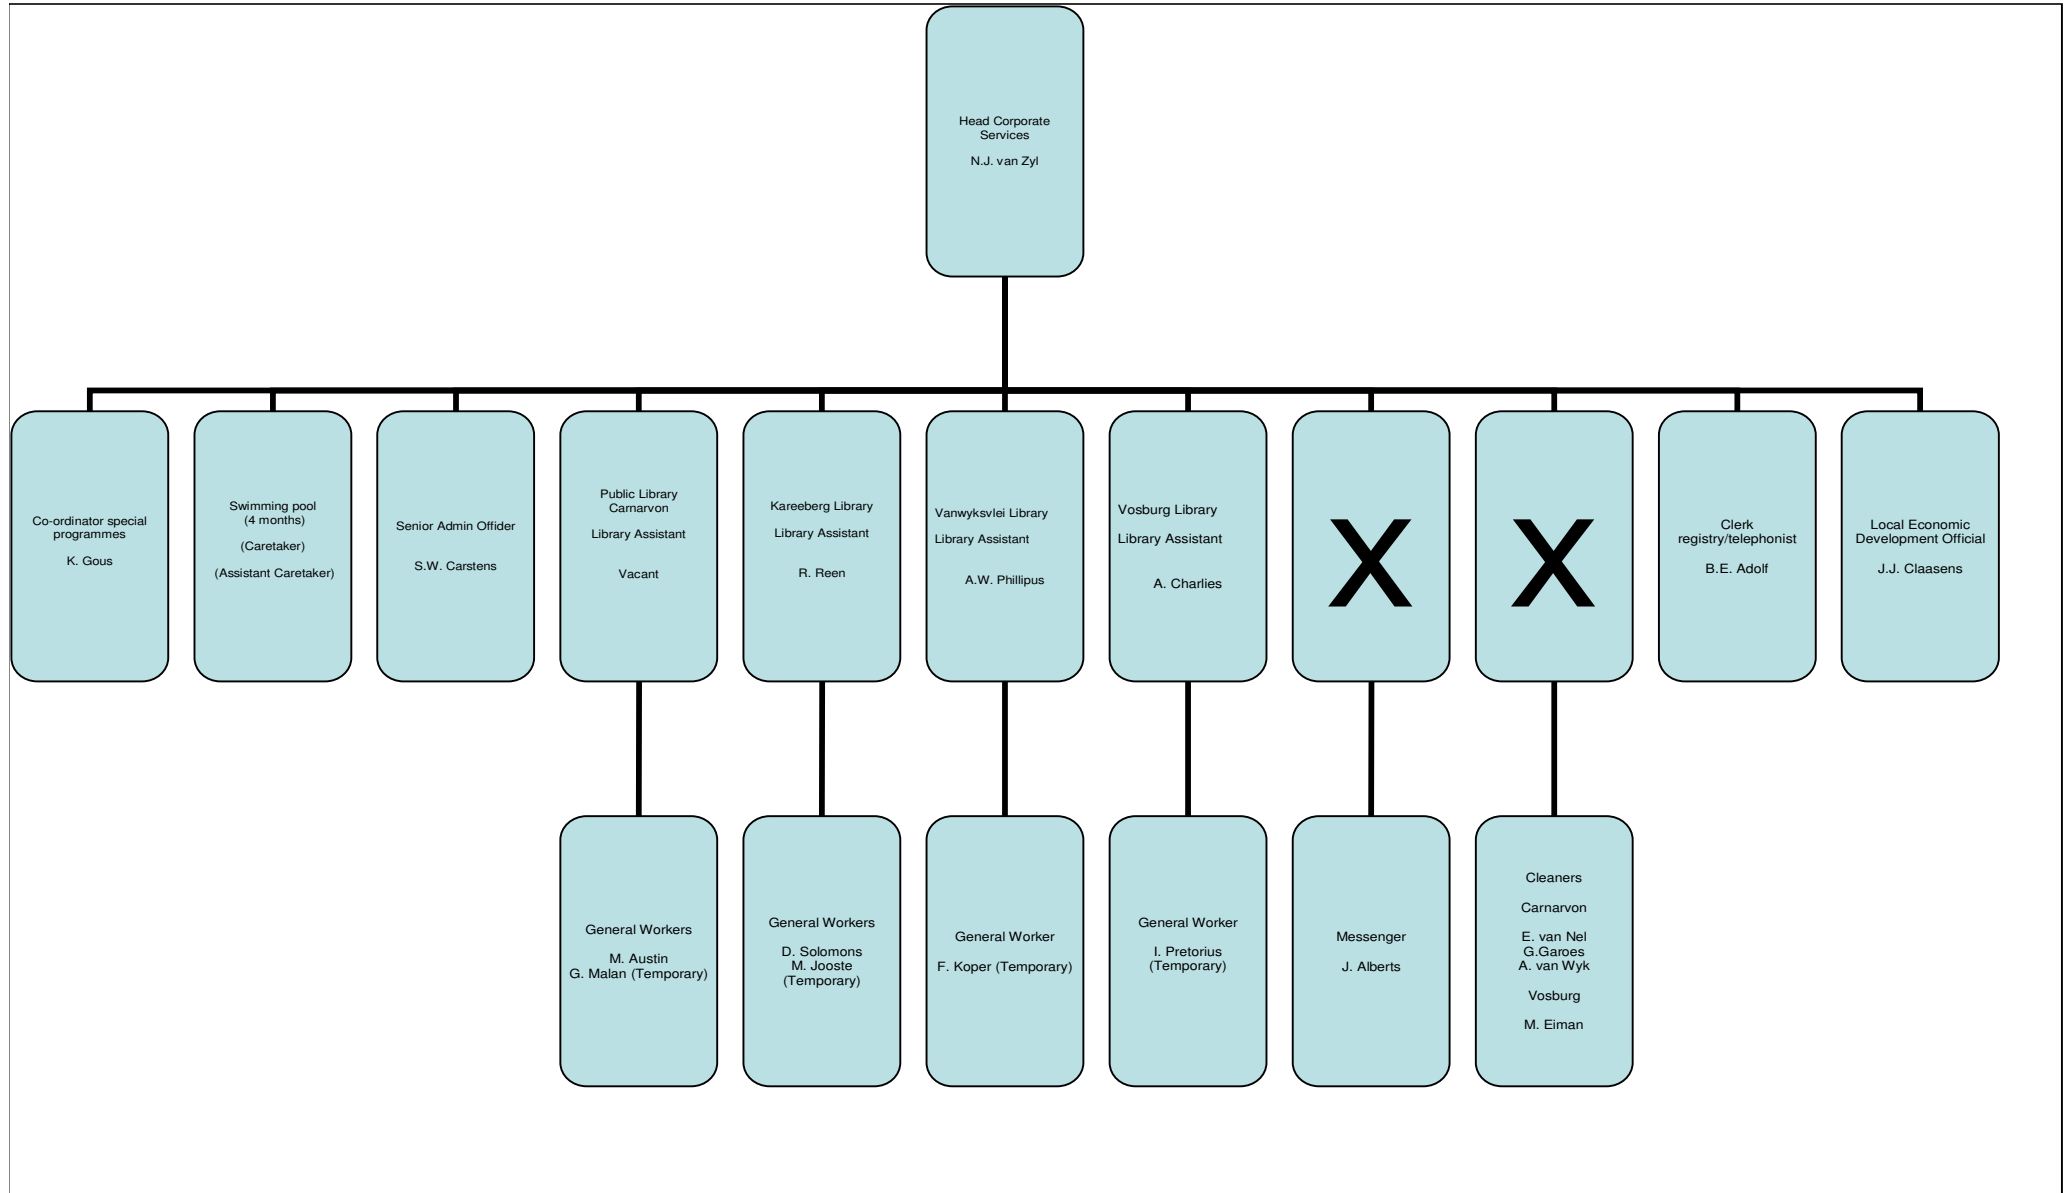 Head Corporate
Services
N.J. van Zyl
Co-ordinator special
programmes
K. Gous
Swimming pool
(4 months)
(Caretaker)
(Assistant Caretaker)
Senior Admin Offider
S.W. Carstens
Public Library
Carnarvon
Library Assistant
Vacant
Kareeberg Library
Library Assistant
R. Reen
Vanwyksvlei Library
Library Assistant
A.W. Phillipus
Vosburg Library
Library Assistant
A. Charlies
X
X
Clerk
registry/telephonist
B.E. Adolf
Local Economic
Development Official
J.J. Claasens
General Workers
M. Austin
G. Malan (Temporary)
General Workers
D. Solomons
M. Jooste
(Temporary)
General Worker
F. Koper (Temporary)
General Worker
I. Pretorius
(Temporary)
Messenger
J. Alberts
Cleaners
Carnarvon
E. van Nel
G.Garoes
A. van Wyk
Vosburg
M. Eiman